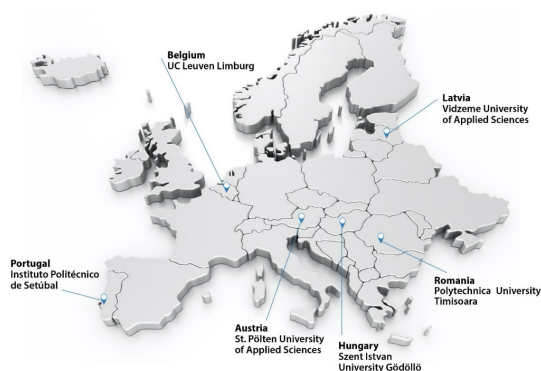 Belgium
UC Leuven Limburg
Latvia
Vidzeme University
of Applied Sciences
Portugal
Instituto Politécnico
de Setúbal
Romania
Polytechnica University
Timisoara
Austria
St. Pölten University
of Applied Sciences
Hungary
Szent Istvan
University Gödöllö